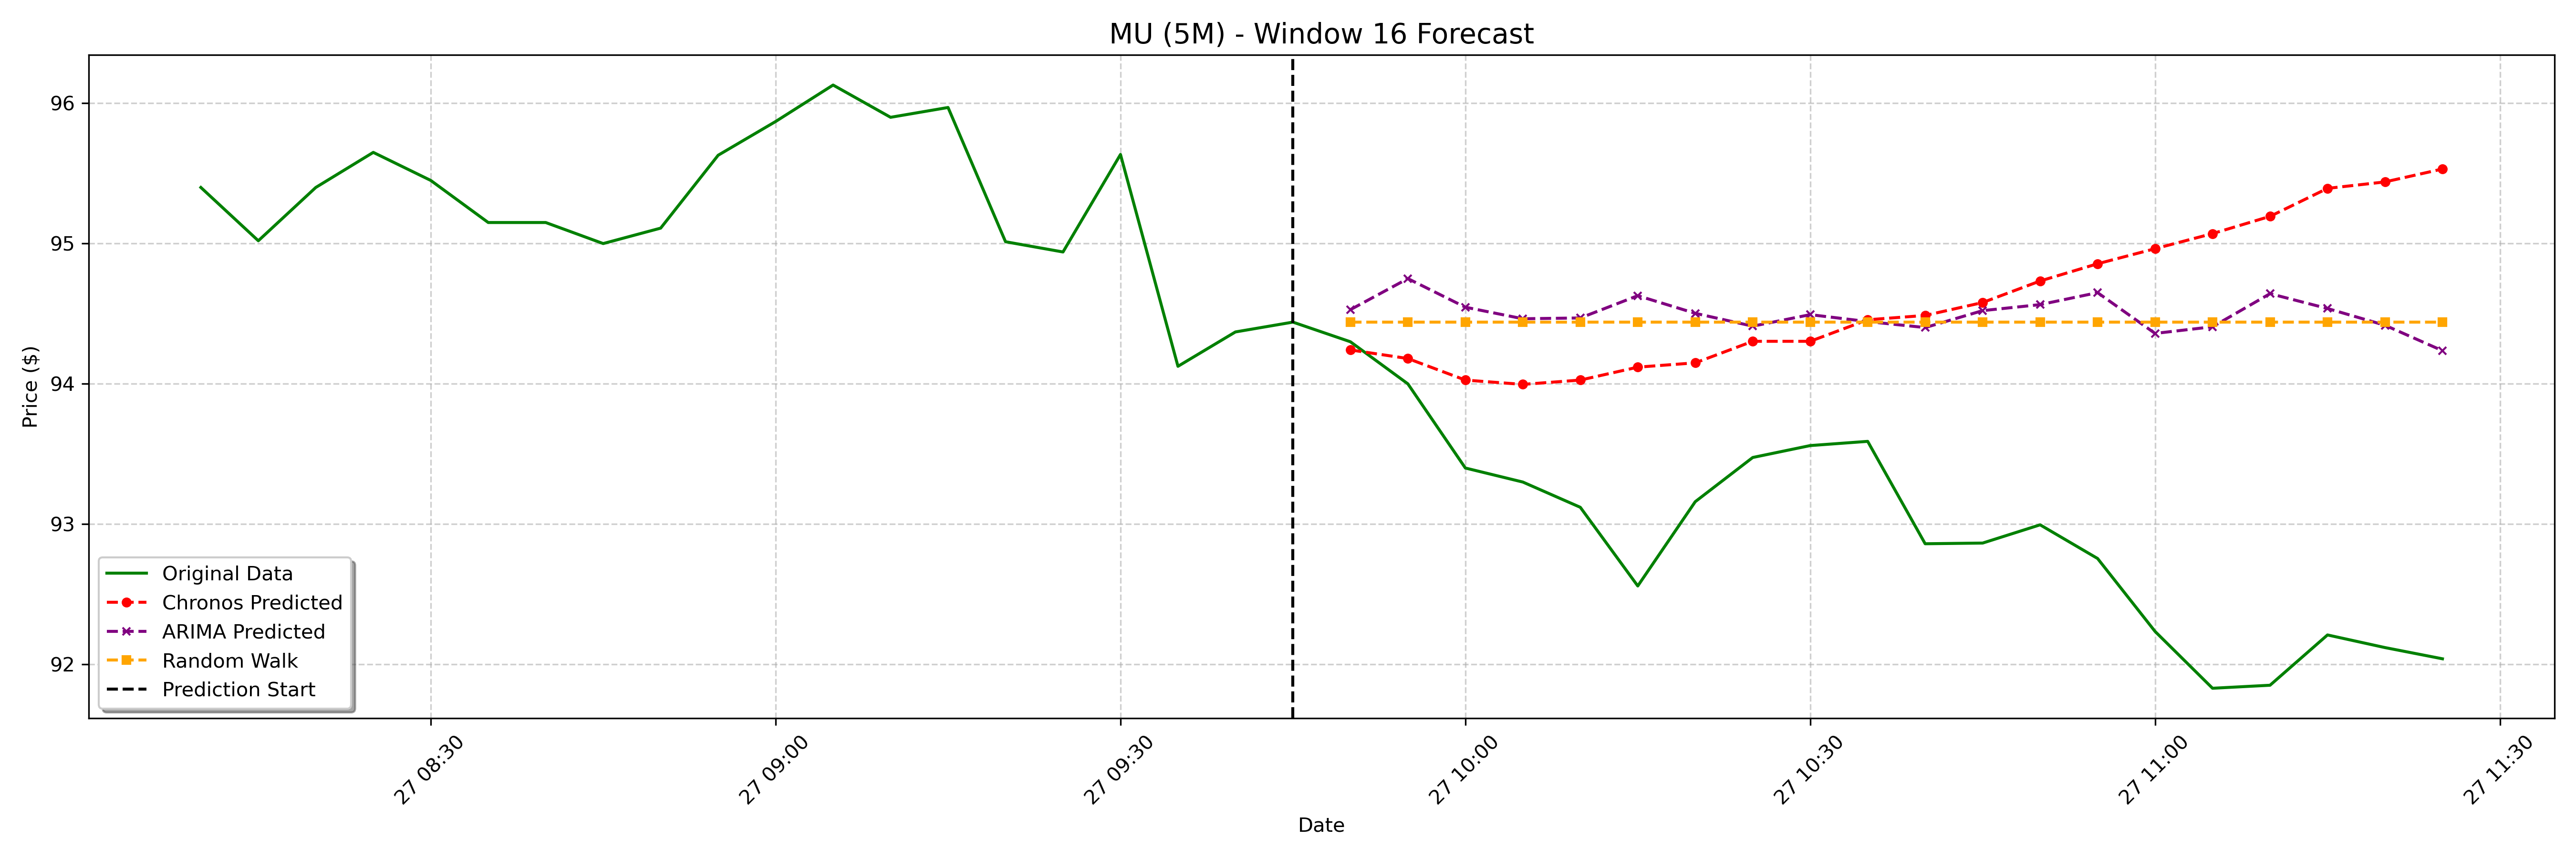 MU (5M) - Window 16 Forecast
Price ($)
96
95
94
93
92
Original Data
Chronos Predicted
ARIMA Predicted
Random Walk
Prediction Start
27 08:30
27 09:00
27 09:30
27 10:00
27 10:30
27 11:00
27 11:30
Date